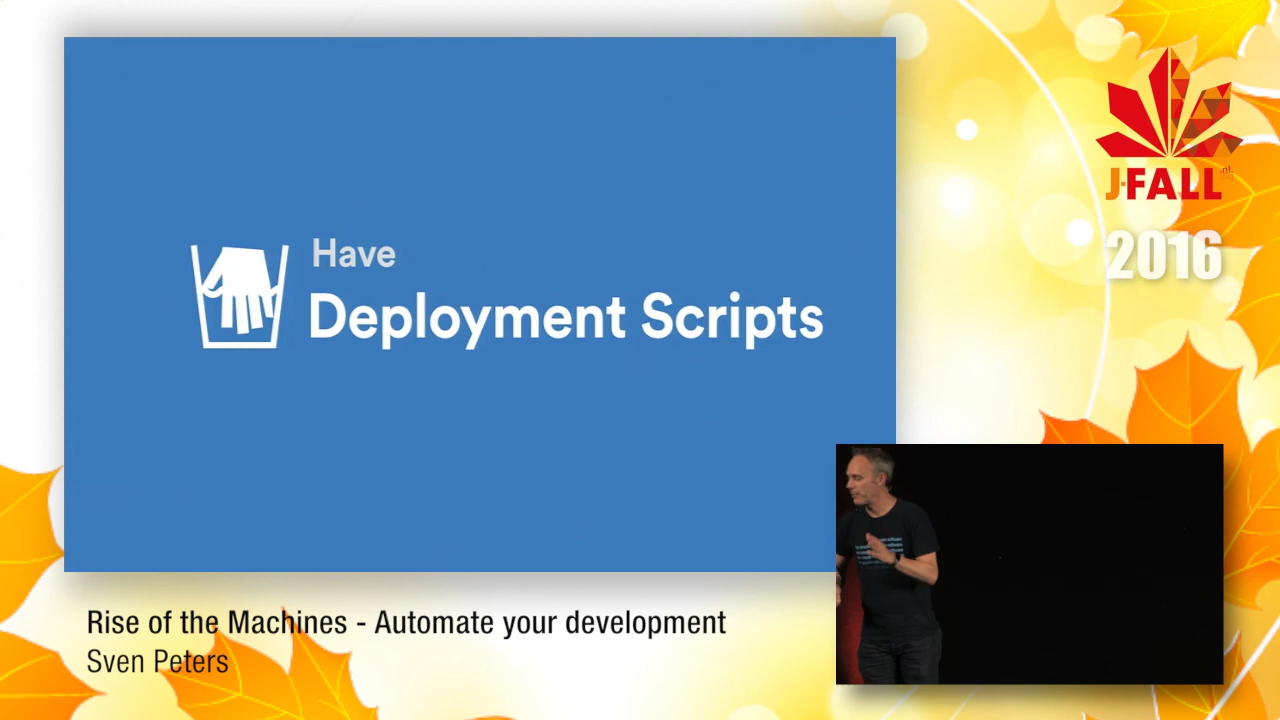 Have
Deployment Scripts
J-FALL
.nl
2016
Rise of the Machines - Automate your development
Sven Peters